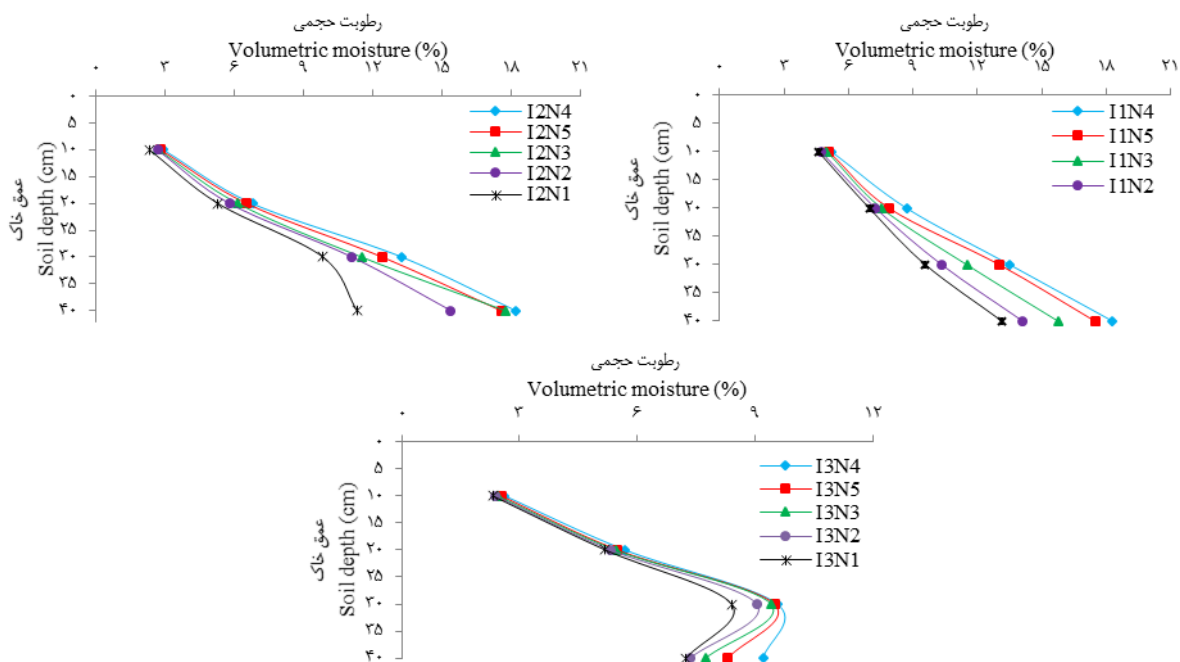 رطوبت حجمی
Volumetric moisture (%)
۰ ۳ ۶ ۹ ۱۲ ۱۵ ۱۸ ۲۱
۰
۵
۱۰
۱۵
۲۰
۲۵
۳۰
۳۵
۴۰
عمق خاک
Soil depth (cm)
I2N4
I2N5
I2N3
I2N2
I2N1
رطوبت حجمی
Volumetric moisture (%)
۰ ۳ ۶ ۹ ۱۲ ۱۵ ۱۸ ۲۱
۰
۵
۱۰
۱۵
۲۰
۲۵
۳۰
۳۵
۴۰
عمق خاک
Soil depth (cm)
I1N4
I1N5
I1N3
I1N2
رطوبت حجمی
Volumetric moisture (%)
۰ ۳ ۶ ۹ ۱۲
۰
۵
۱۰
۱۵
۲۰
۲۵
۳۰
۳۵
۴۰
عمق خاک
Soil depth (cm)
I3N4
I3N5
I3N3
I3N2
I3N1